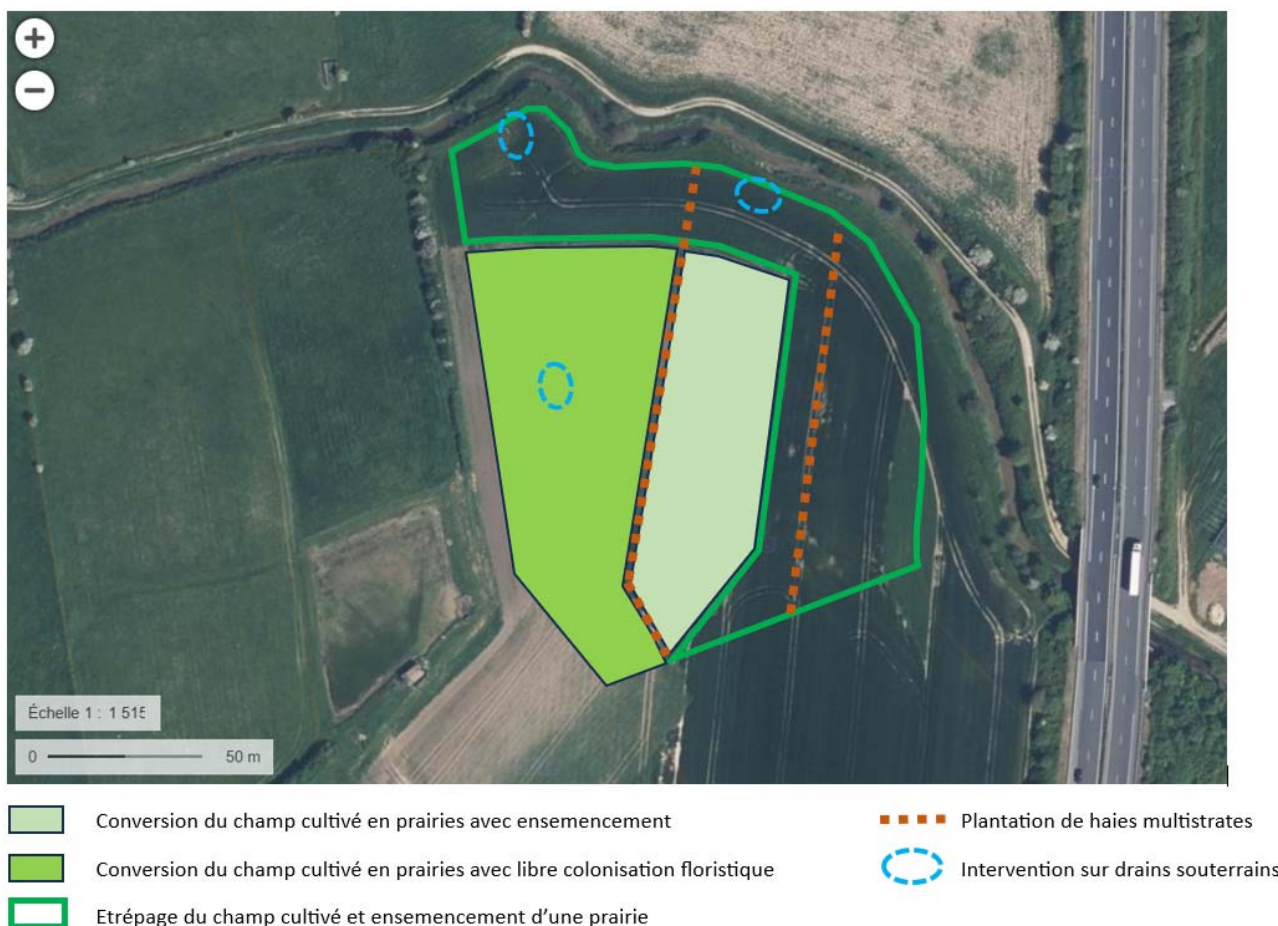 +
−
Échelle 1 : 1 515
0 50 m
Conversion du champ cultivé en prairies avec ensemencement
Plantation de haies multistrates
Conversion du champ cultivé en prairies avec libre colonisation floristique
Intervention sur drains souterrains
Etrépage du champ cultivé et ensemencement d'une prairie